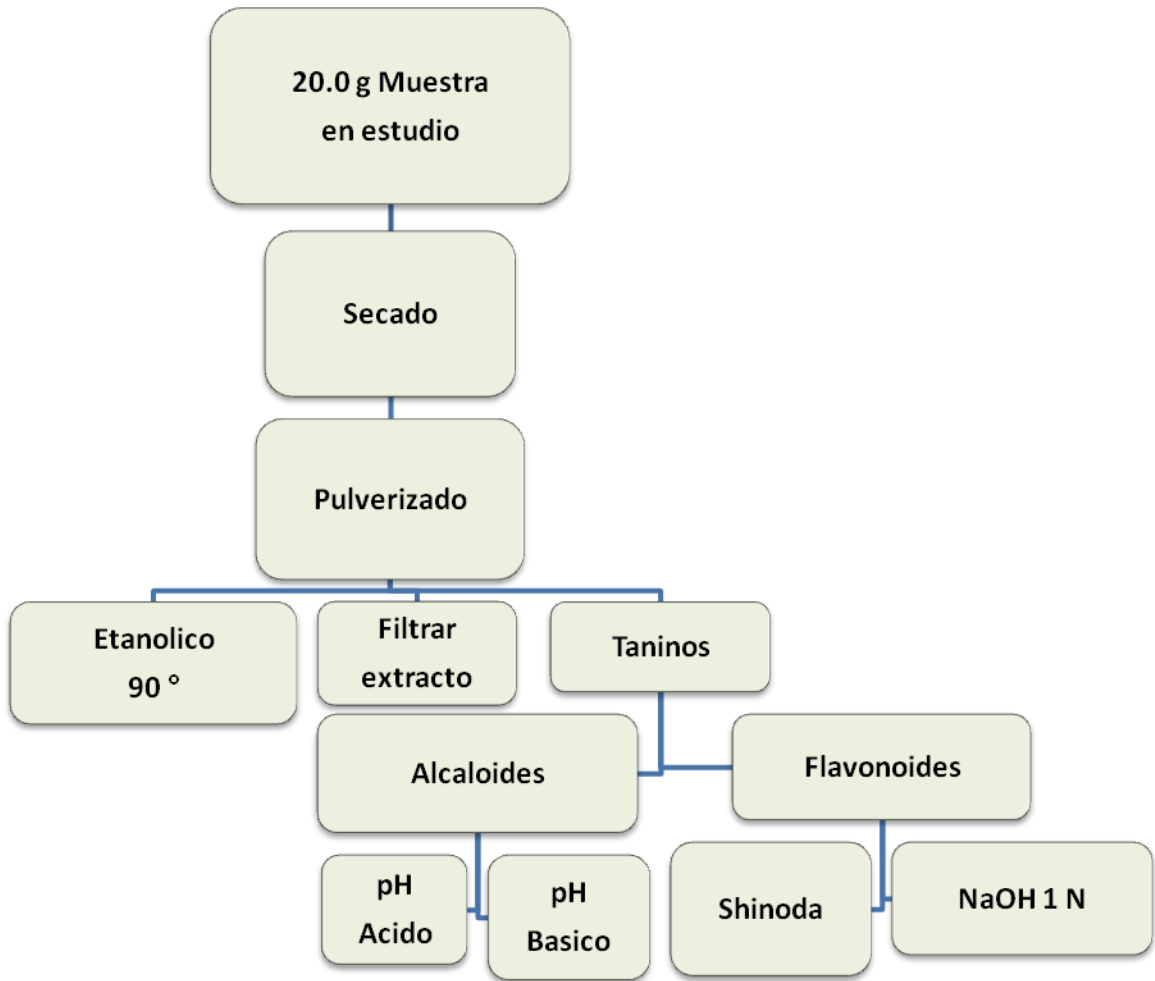 20.0 g Muestra
en estudio
Secado
Pulverizado
Etanolico
90 °
Filtrar
extracto
Taninos
Alcaloides
Flavonoides
pH
Acido
pH
Basico
Shinoda
NaOH 1 N